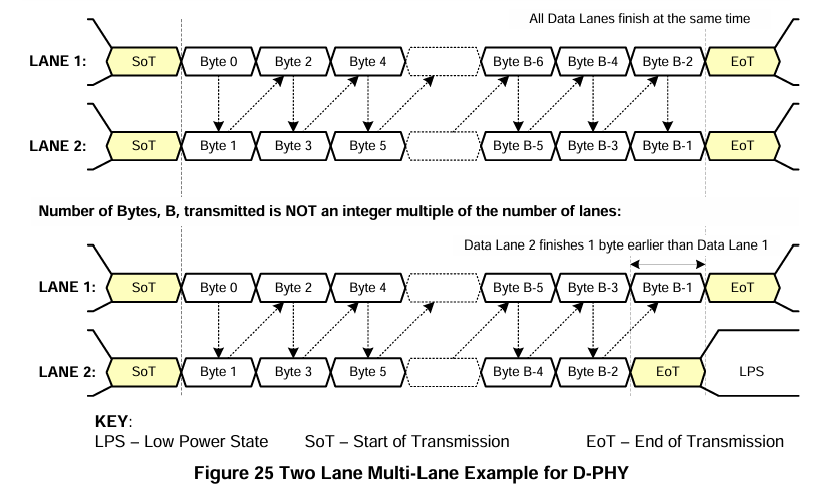 All Data Lanes finish at the same time
LANE 1: SoT Byte 0 Byte 2 Byte 4 Byte B-6 Byte B-4 Byte B-2 EoT
LANE 2: SoT Byte 1 Byte 3 Byte 5 Byte B-5 Byte B-3 Byte B-1 EoT
Number of Bytes, B, transmitted is NOT an integer multiple of the number of lanes:
Data Lane 2 finishes 1 byte earlier than Data Lane 1
LANE 1: SoT Byte 0 Byte 2 Byte 4 Byte B-5 Byte B-3 Byte B-1 EoT
LANE 2: SoT Byte 1 Byte 3 Byte 5 Byte B-4 Byte B-2 EoT LPS
KEY:
LPS – Low Power State SoT – Start of Transmission EoT – End of Transmission
Figure 25 Two Lane Multi-Lane Example for D-PHY